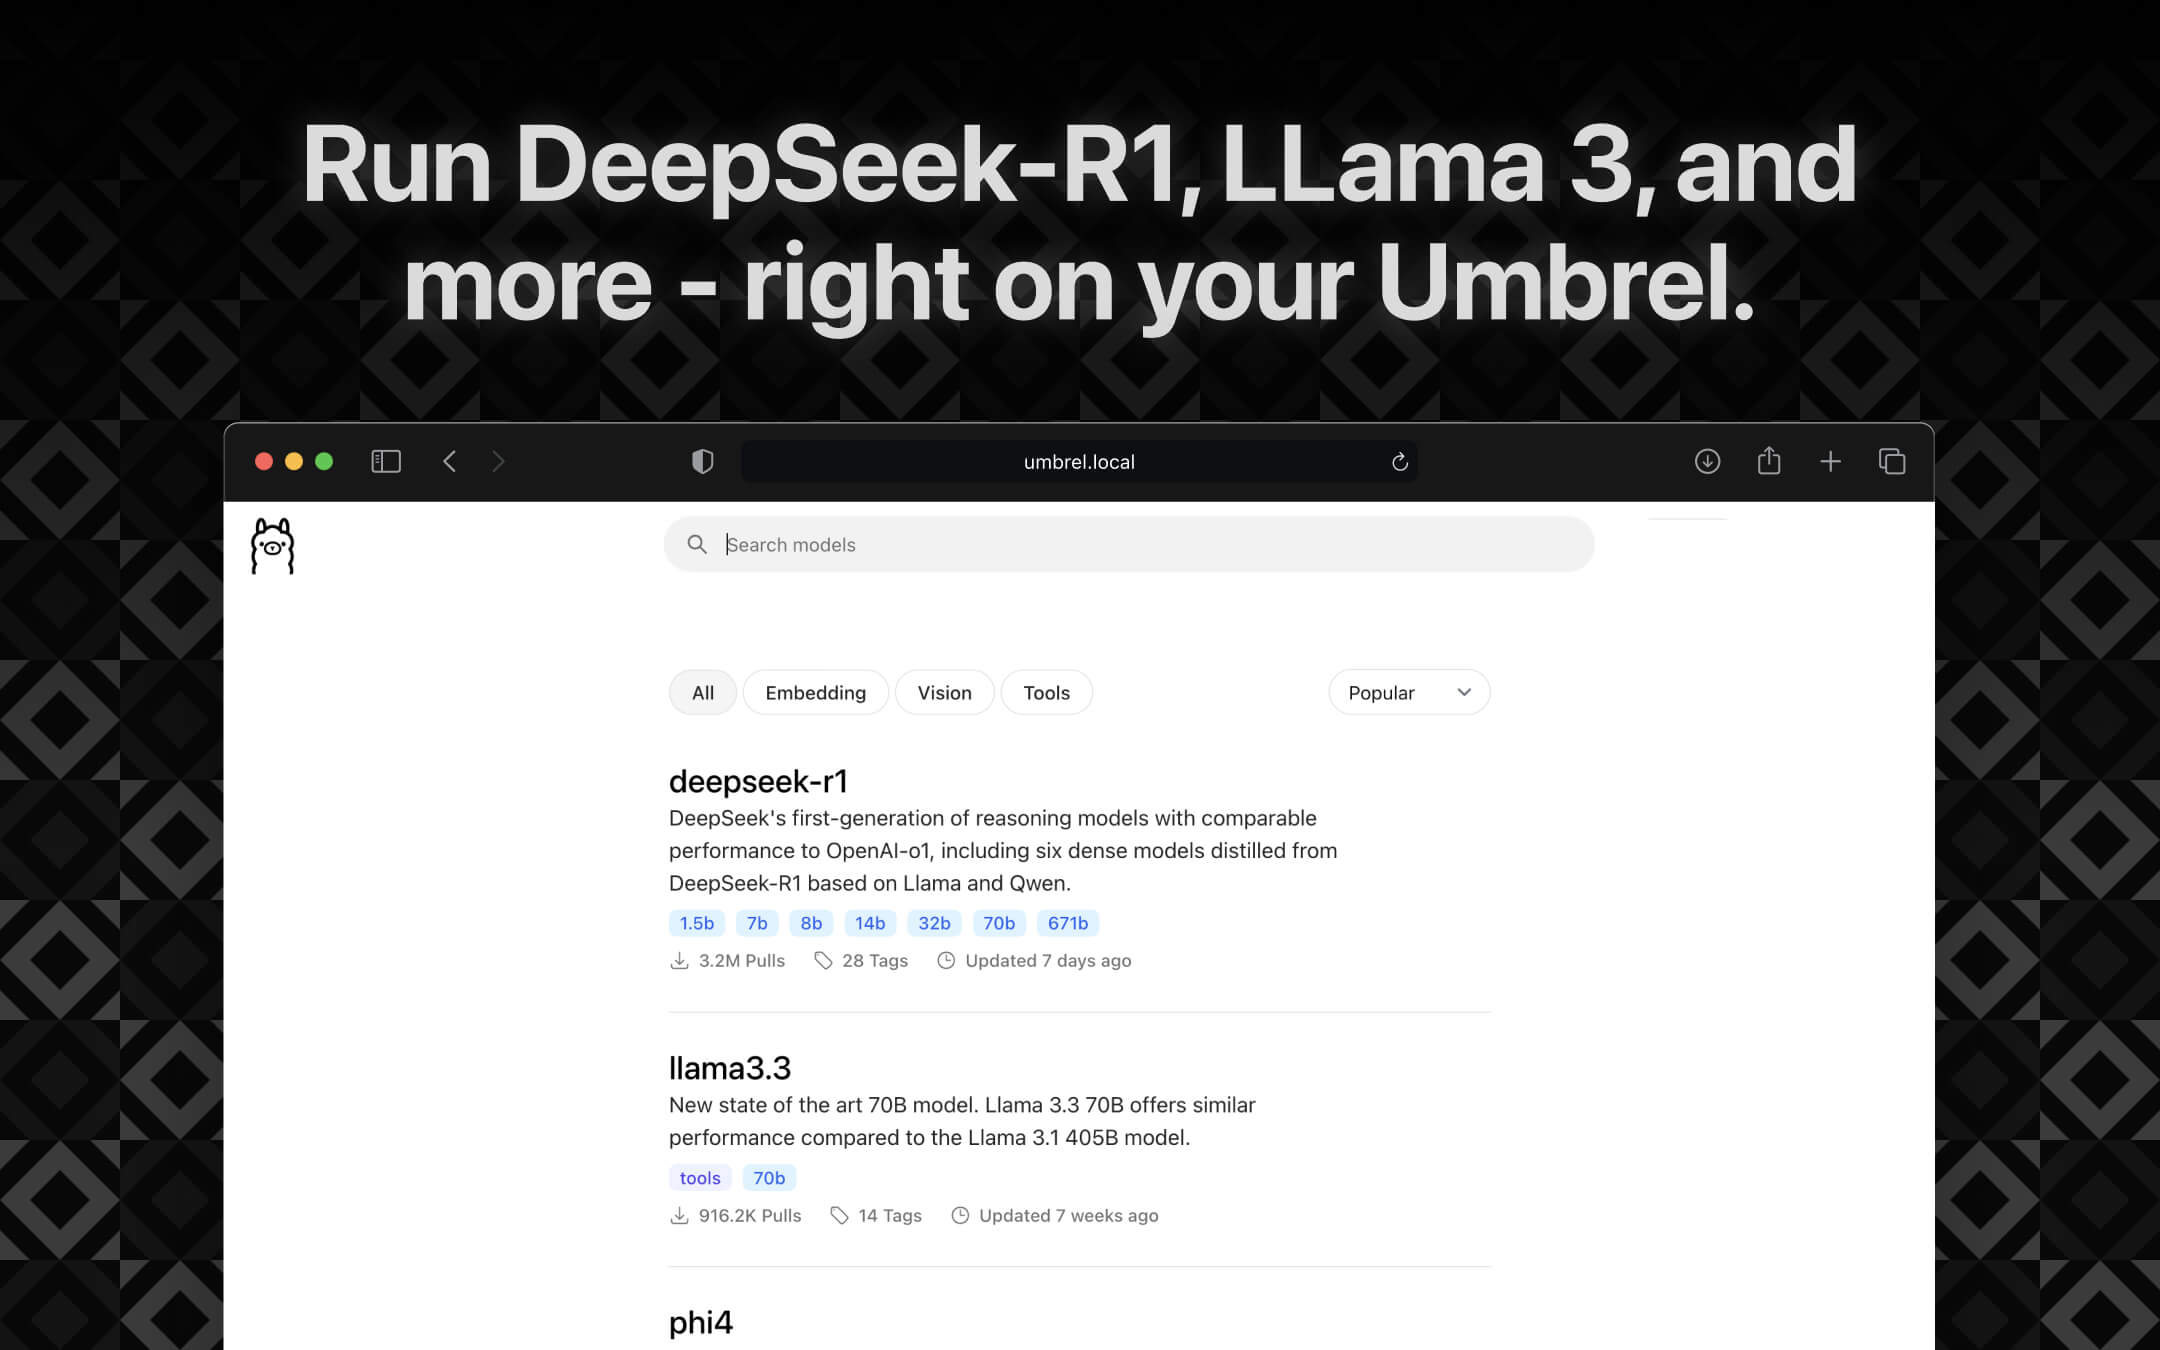 Run DeepSeek-R1, LLama 3, and
more - right on your Umbrel.
umbrel.local
Search models
All Embedding Vision Tools Popular
deepseek-r1
DeepSeek's first-generation of reasoning models with comparable
performance to OpenAI-o1, including six dense models distilled from
DeepSeek-R1 based on Llama and Qwen.
1.5b 7b 8b 14b 32b 70b 671b
3.2M Pulls 28 Tags Updated 7 days ago
llama3.3
New state of the art 70B model. Llama 3.3 70B offers similar
performance compared to the Llama 3.1 405B model.
tools 70b
916.2K Pulls 14 Tags Updated 7 weeks ago
phi4